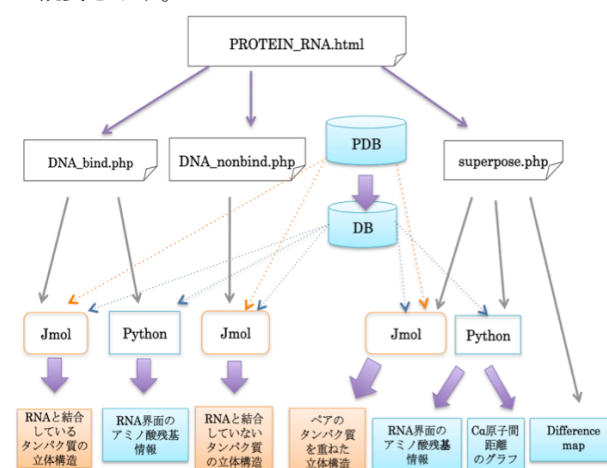 PROTEIN_RNA.html
DNA_bind.php
DNA_nonbind.php
PDB
superpose.php
DB
Jmol
Python
Jmol
Jmol
Python
RNAと結合
している
タンパク質の
立体構造
RNA界面の
アミノ酸残基
情報
RNAと結合
していない
タンパク質
の立体構造
ペアの
タンパク質
を重ねた
立体構造
RNA界面の
アミノ酸残基
情報
Cα原子間
距離
のグラフ
Difference
map